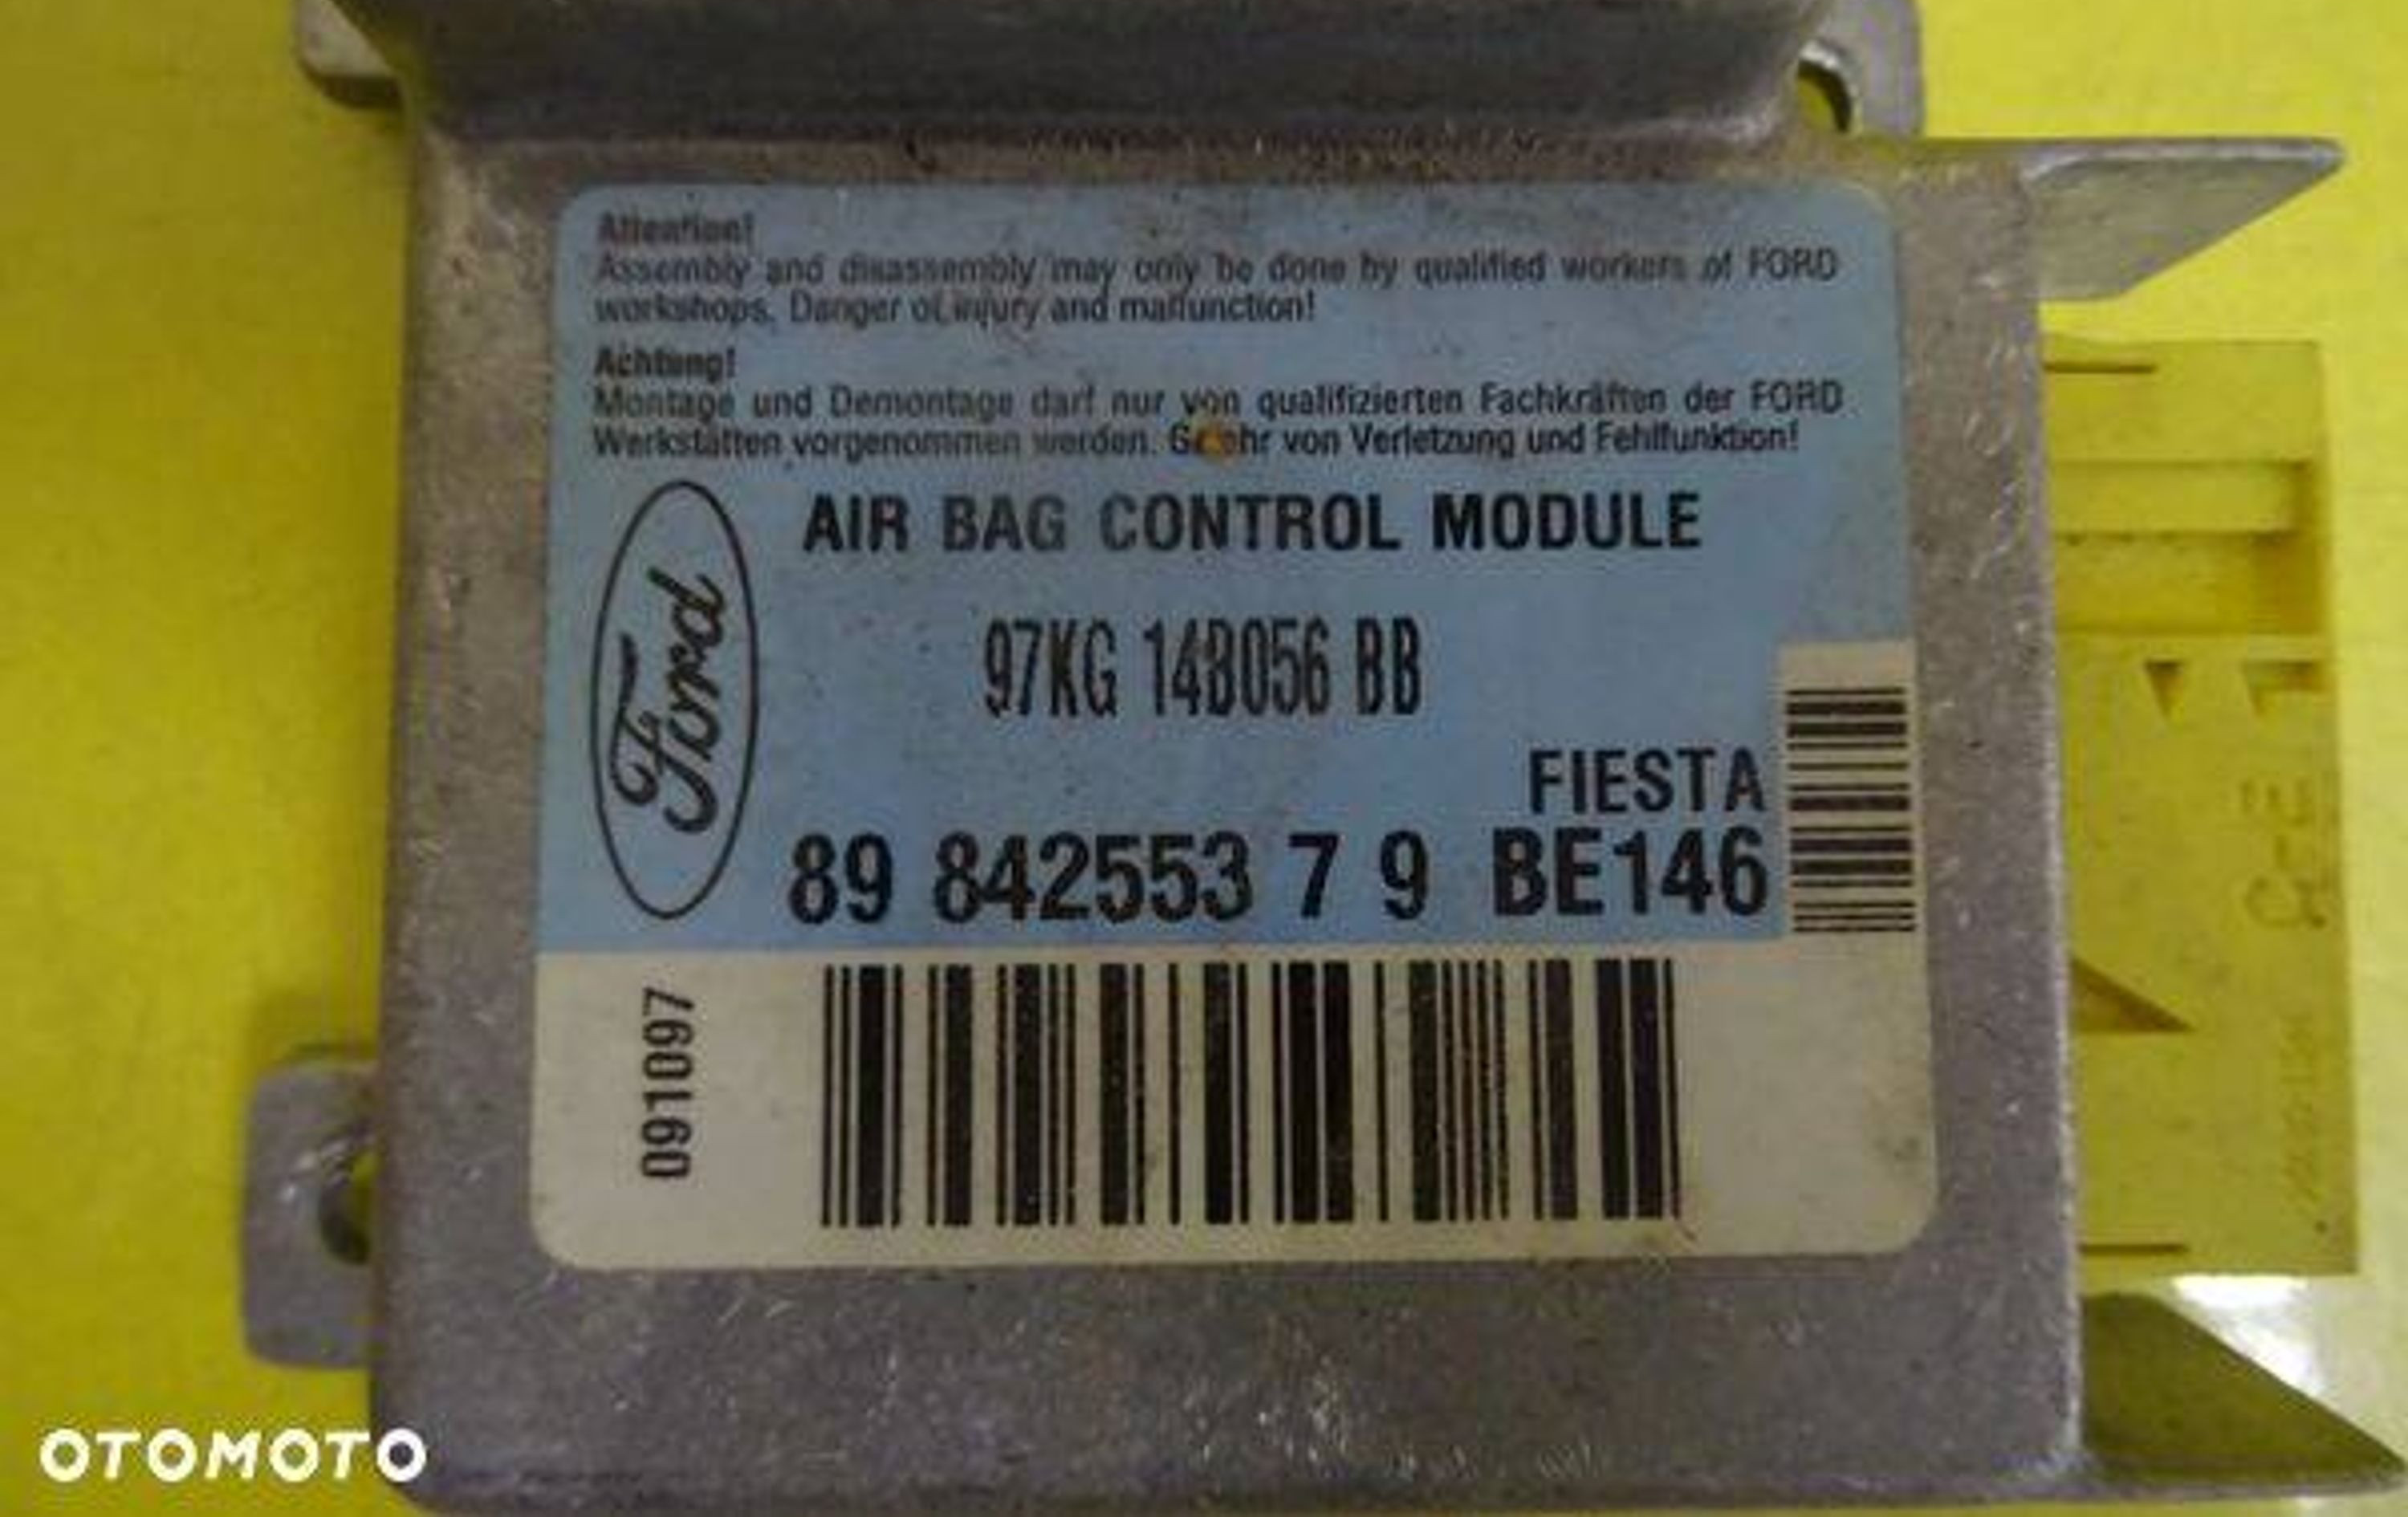 Attention!
Assembly and disassembly may only be done by qualified workers of FORD
workshops. Danger of injury and malfunction!
Achtung!
Montage und Demontage darf nur von qualifizierten Fachkräften der FORD
Werkstätten vorgenommen werden. Gefahr von Verletzung und Fehlfunktion!
Ford
AIR BAG CONTROL MODULE
97KG 14B056 BB
FIESTA
89 842553 7 9 BE146
091097
OTOMOTO